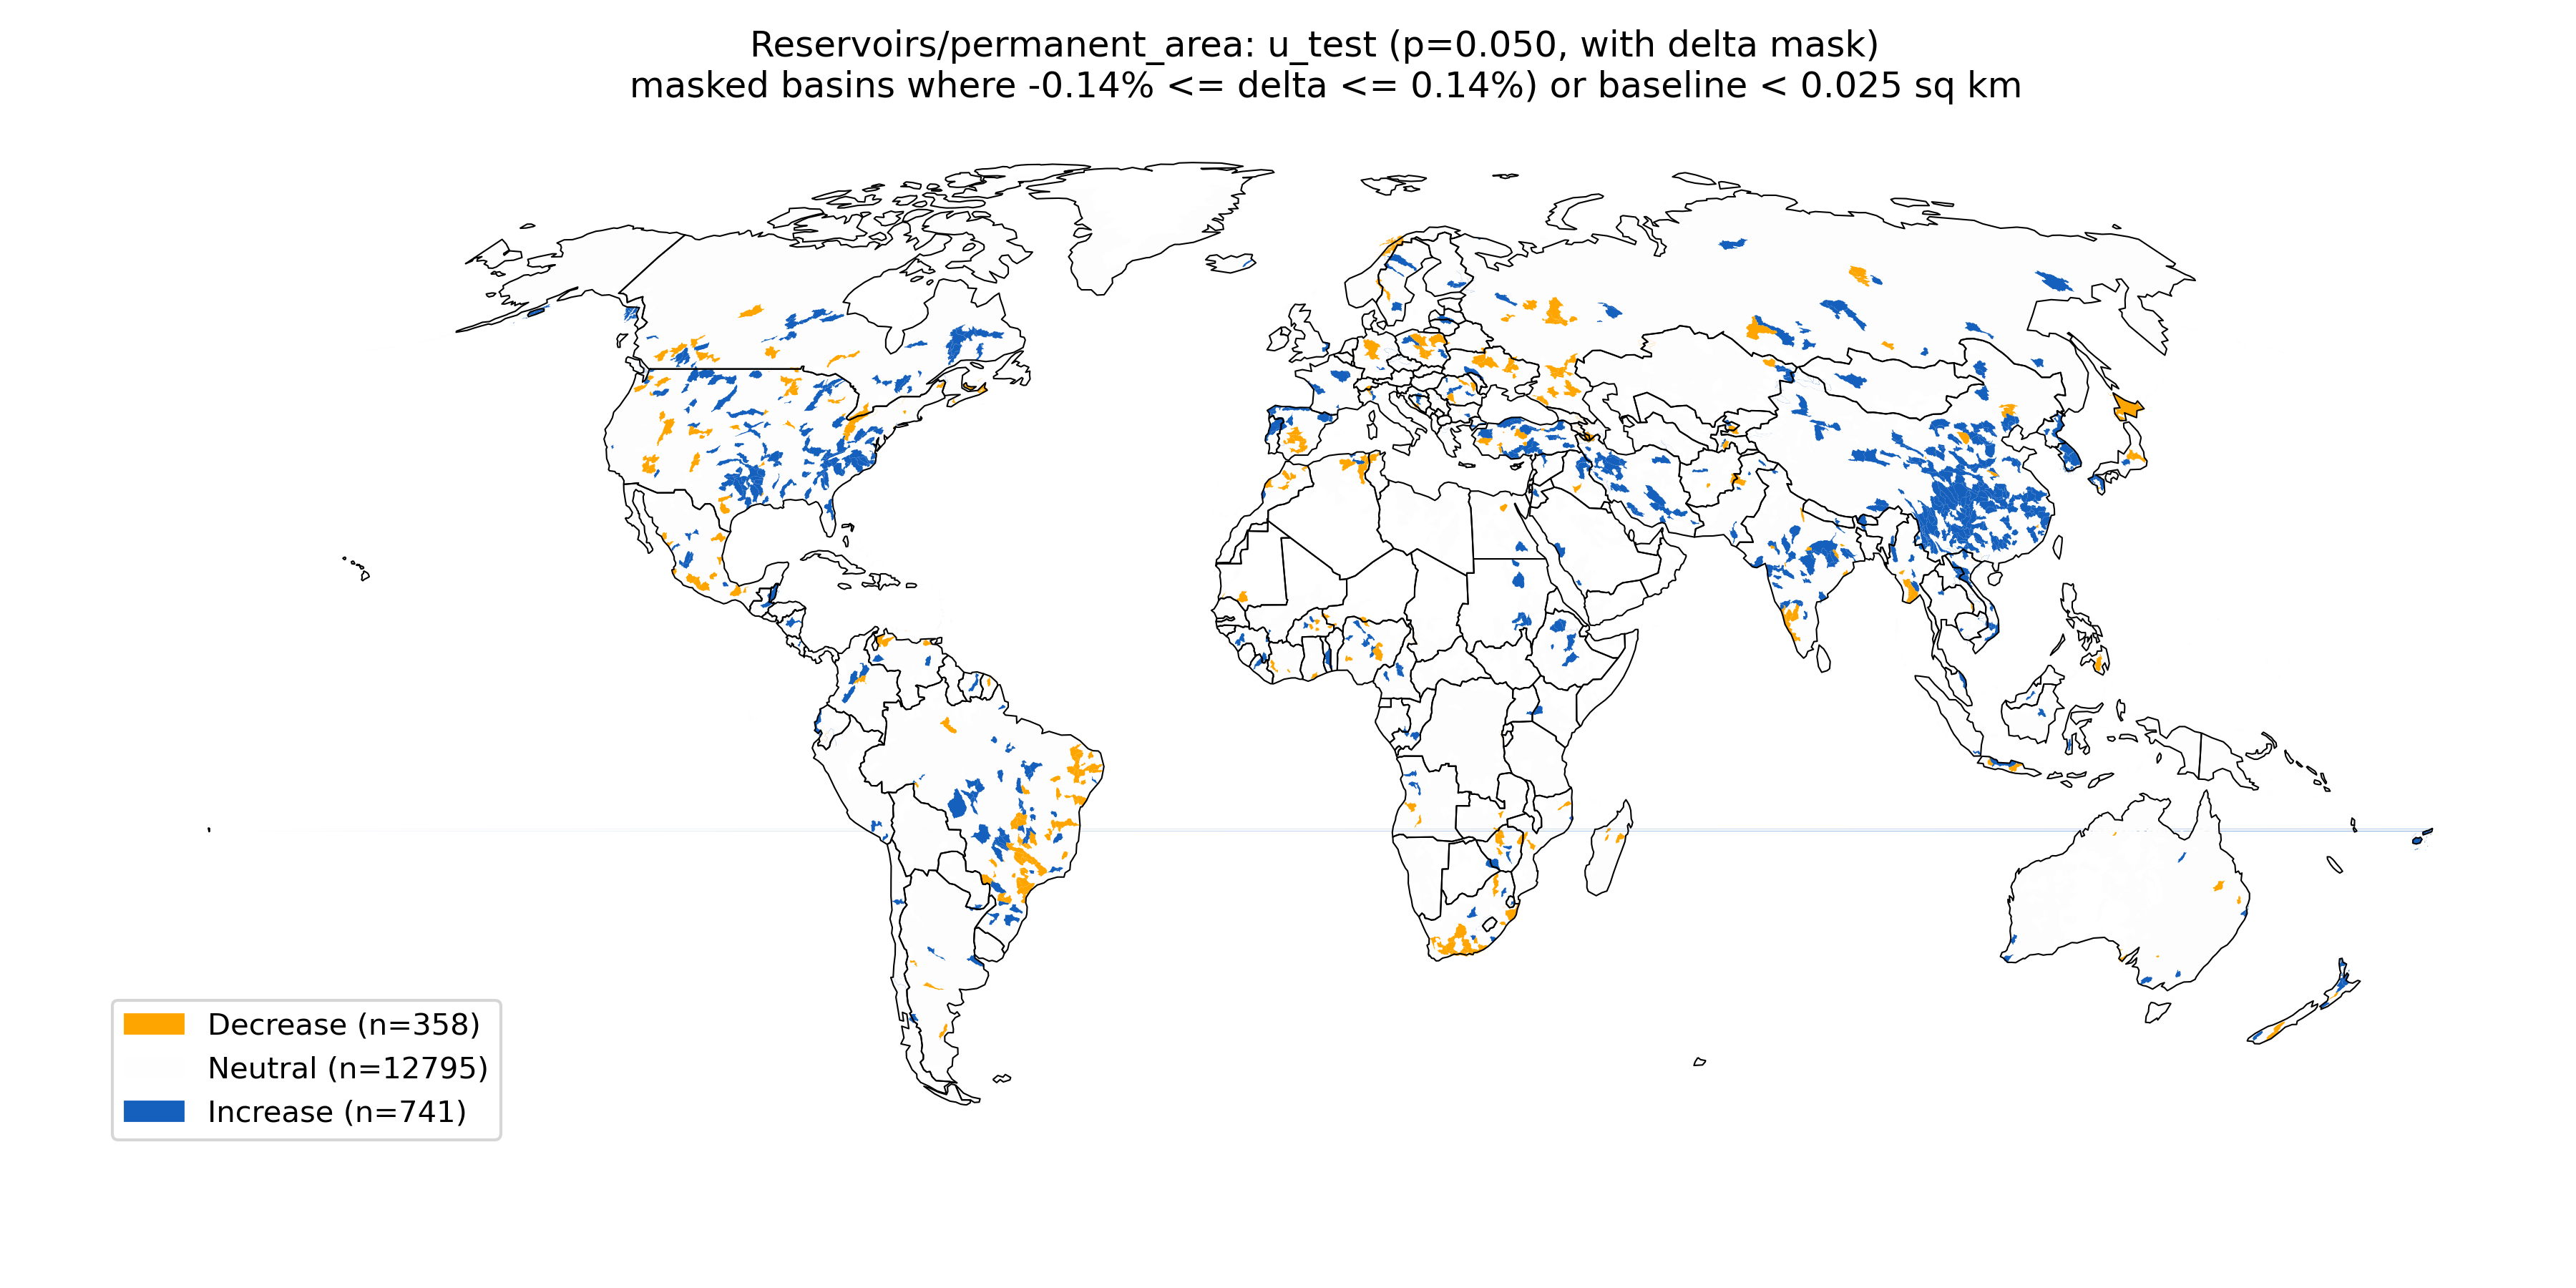 Reservoirs/permanent_area: u_test (p=0.050, with delta mask)
masked basins where -0.14% <= delta <= 0.14%) or baseline < 0.025 sq km
Decrease (n=358)
Neutral (n=12795)
Increase (n=741)